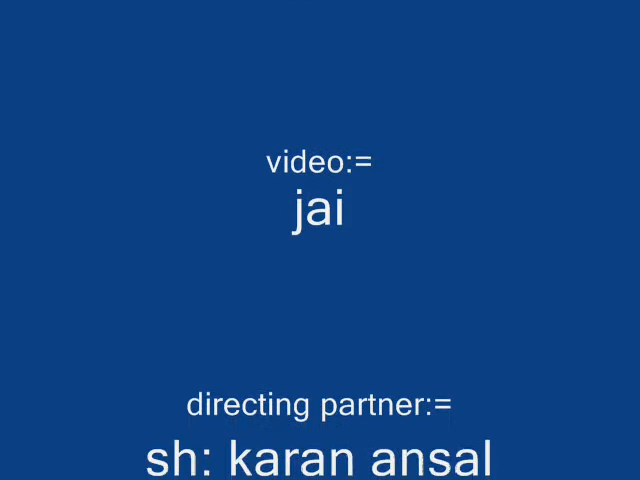 video:=
jai
directing partner:=
sh: karan ansal